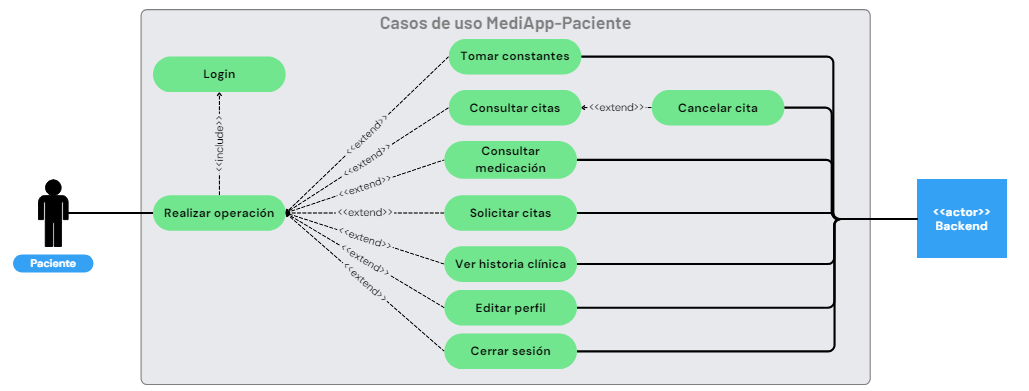 Casos de uso MediApp-Paciente
Login
<<include>>
Realizar operación
Paciente
<<extend>>
<<extend>>
<<extend>>
<<extend>>
<<extend>>
<<extend>>
<<extend>>
Tomar constantes
Consultar citas
<<extend>>
Cancelar cita
Consultar
medicación
Solicitar citas
Ver historia clínica
Editar perfil
Cerrar sesión
<<actor>>
Backend